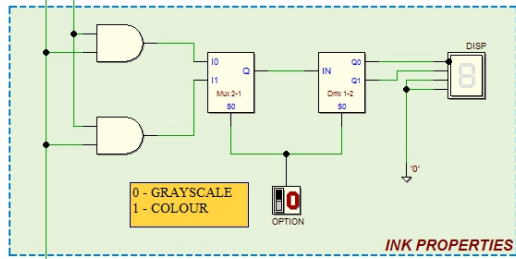 DISP
I0
Q
I1
Mux 2-1
S0
IN
Q0
Q1
Dmx 1-2
S0
'0'
0 - GRAYSCALE
1 - COLOUR
0
OPTION
INK PROPERTIES